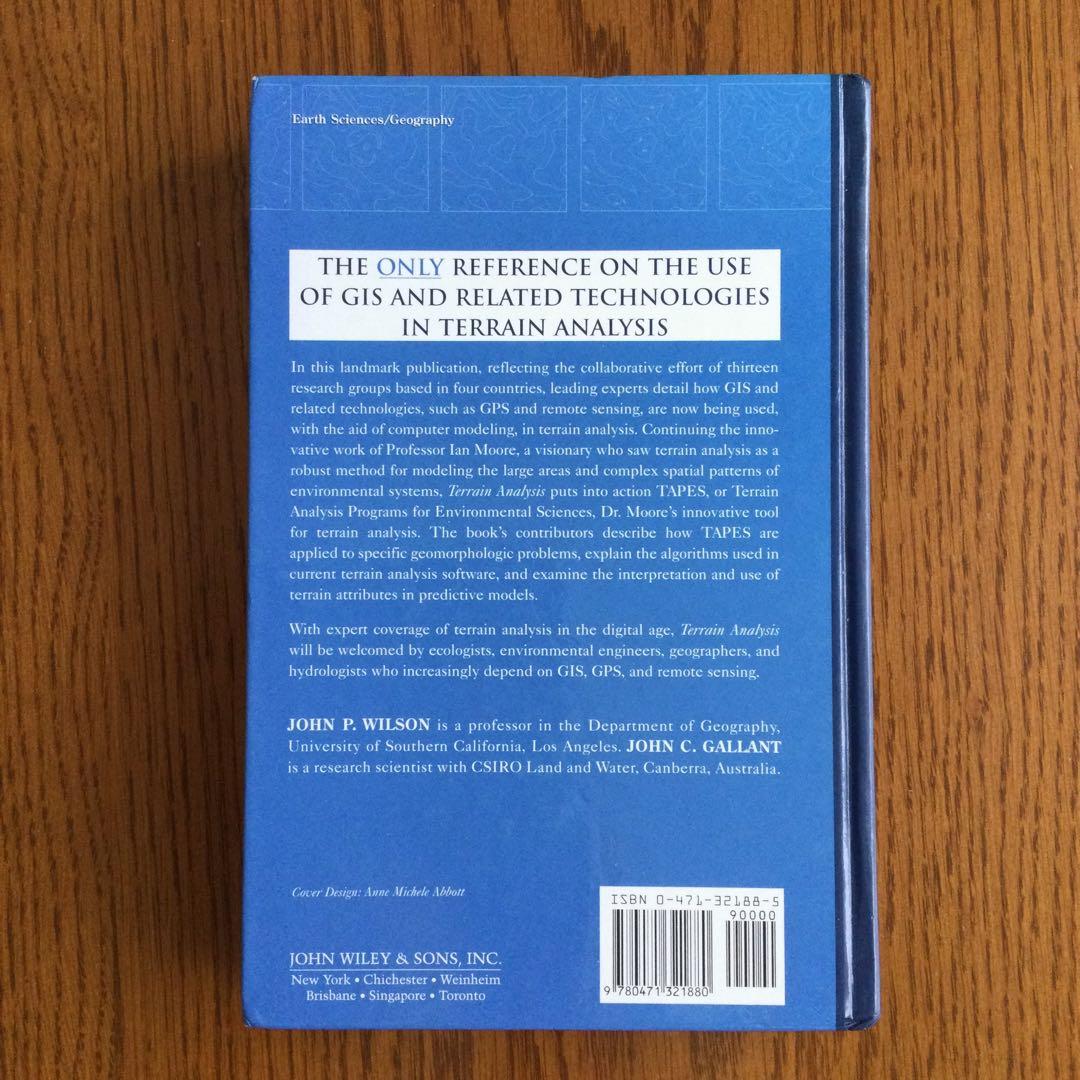 Earth Sciences/Geography
THE ONLY REFERENCE ON THE USE
OF GIS AND RELATED TECHNOLOGIES
IN TERRAIN ANALYSIS
In this landmark publication, reflecting the collaborative effort of thirteen
research groups based in four countries, leading experts detail how GIS and
related technologies, such as GPS and remote sensing, are now being used,
with the aid of computer modeling, in terrain analysis. Continuing the inno-
vative work of Professor Ian Moore, a visionary who saw terrain analysis as a
robust method for modeling the large areas and complex spatial patterns of
environmental systems, Terrain Analysis puts into action TAPES, or Terrain
Analysis Programs for Environmental Sciences, Dr. Moore's innovative tool
for terrain analysis. The book's contributors describe how TAPES are
applied to specific geomorphologic problems, explain the algorithms used in
current terrain analysis software, and examine the interpretation and use of
terrain attributes in predictive models.
With expert coverage of terrain analysis in the digital age, Terrain Analysis
will be welcomed by ecologists, environmental engineers, geographers, and
hydrologists who increasingly depend on GIS, GPS, and remote sensing.
JOHN P. WILSON is a professor in the Department of Geography,
University of Southern California, Los Angeles. JOHN C. GALLANT
is a research scientist with CSIRO Land and Water, Canberra, Australia.
Cover Design: Anne Michele Abbott
JOHN WILEY & SONS, INC.
New York • Chichester • Weinheim
Brisbane • Singapore • Toronto
ISBN 0-471-32188-5
90000
9 780471 321880